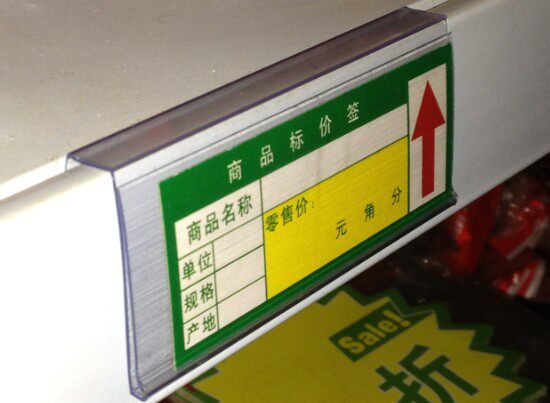 商品标价签
商品名称
零售价：
元 角 分
单位
规格
产地
Sale!
折